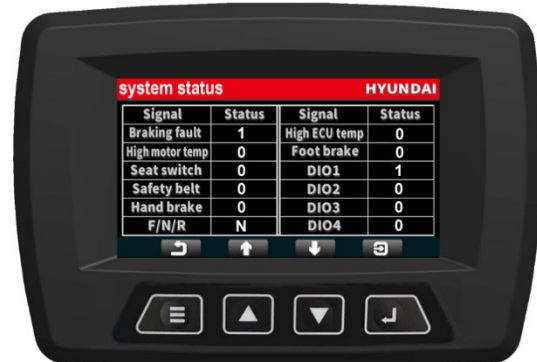 system status HYUNDAI
Signal Status Signal Status
Braking fault 1 High ECU temp 0
High motor temp 0 Foot brake 0
Seat switch 0 DIO1 1
Safety belt 0 DIO2 0
Hand brake 0 DIO3 0
F/N/R N DIO4 0